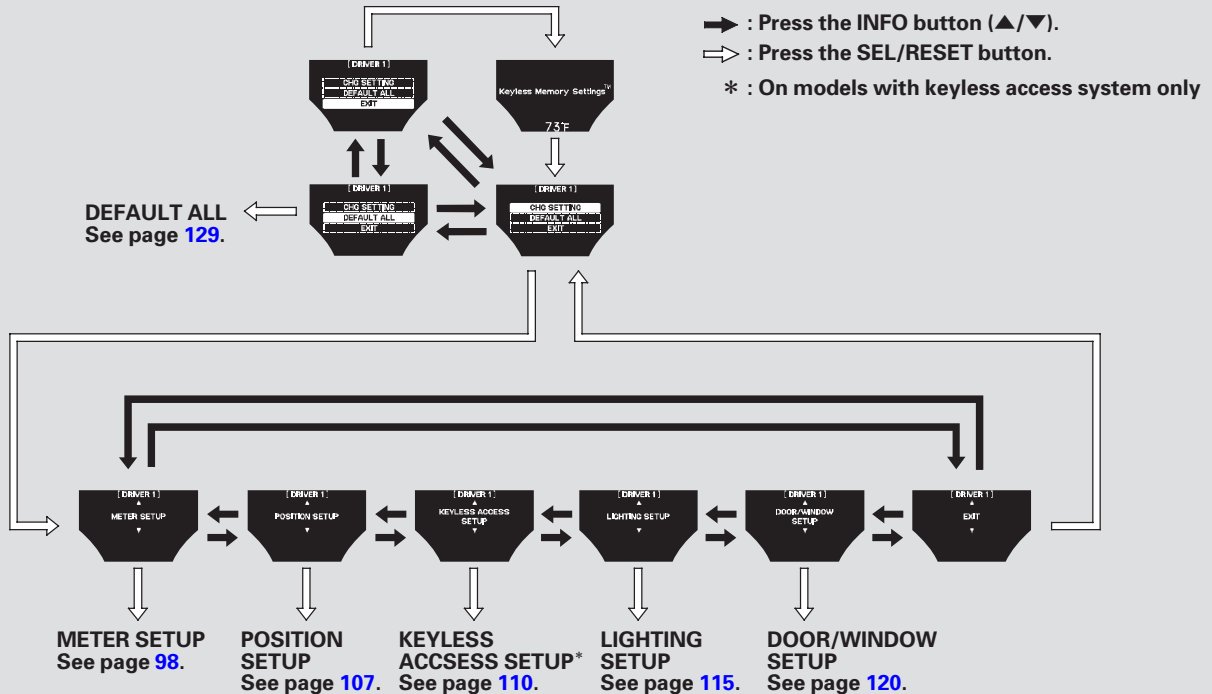 ➡ : Press the INFO button (▲/▼).
⇨ : Press the SEL/RESET button.
* : On models with keyless access system only
[ DRIVER 1 ]
CHG SETTING
DEFAULT ALL
EXIT
Keyless Memory Settings™
73°F
[ DRIVER 1 ]
CHG SETTING
DEFAULT ALL
EXIT
[ DRIVER 1 ]
CHG SETTING
DEFAULT ALL
EXIT
DEFAULT ALL
See page 129.
[ DRIVER 1 ]
▲
METER SETUP
▼
[ DRIVER 1 ]
▲
POSITION SETUP
▼
[ DRIVER 1 ]
▲
KEYLESS ACCESS
SETUP
▼
[ DRIVER 1 ]
▲
LIGHTING SETUP
▼
[ DRIVER 1 ]
▲
DOOR/WINDOW
SETUP
▼
[ DRIVER 1 ]
▲
EXIT
▼
METER SETUP
See page 98.
POSITION
SETUP
See page 107.
KEYLESS
ACCSESS SETUP*
See page 110.
LIGHTING
SETUP
See page 115.
DOOR/WINDOW
SETUP
See page 120.